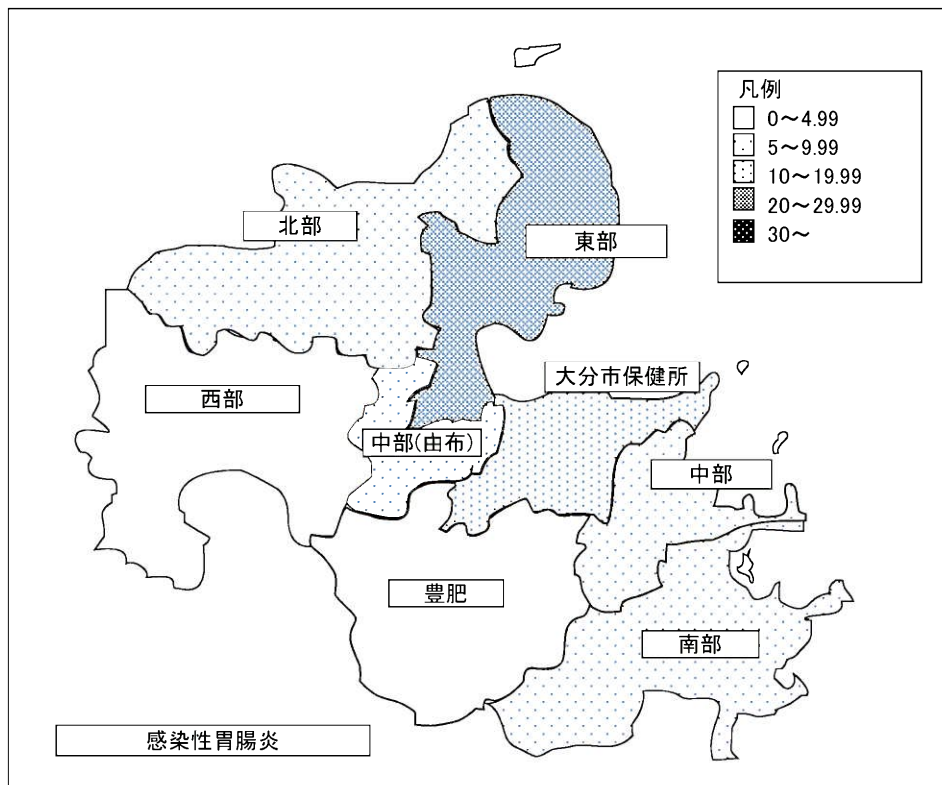 凡例
0～4.99
5～9.99
10～19.99
20～29.99
30～
北部
東部
大分市保健所
西部
中部(由布)
中部
豊肥
南部
感染性胃腸炎